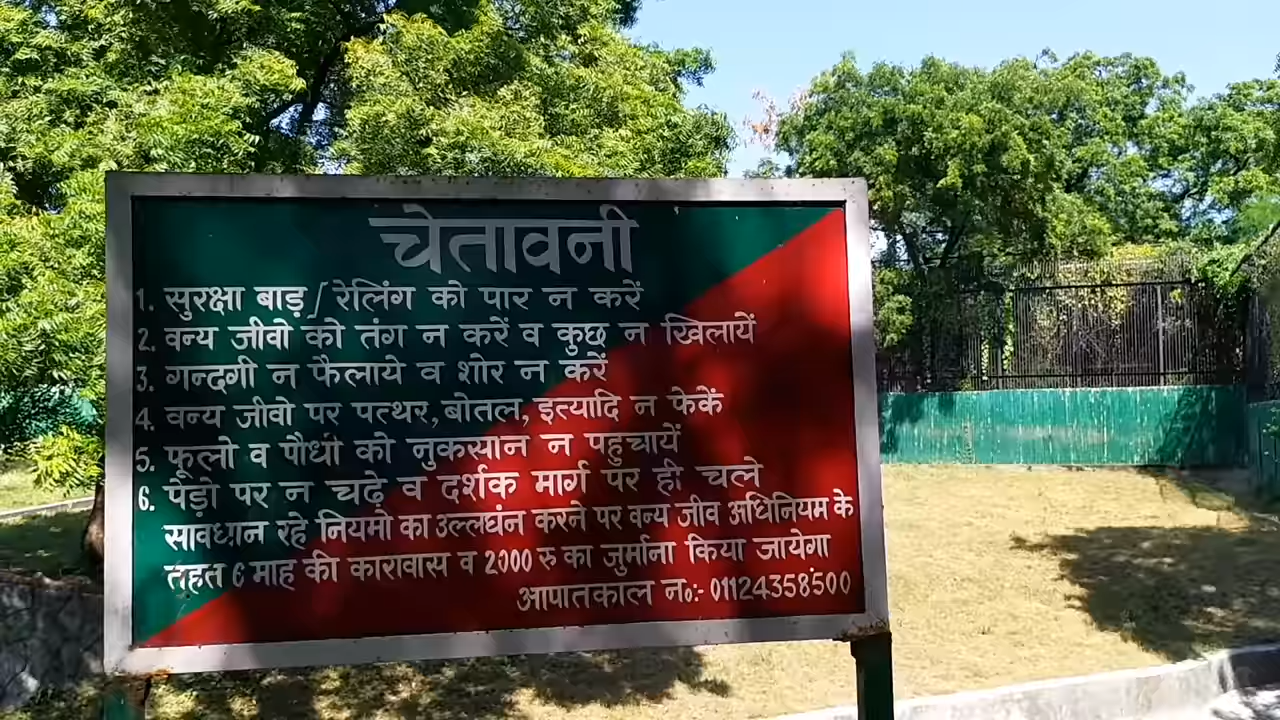 चेतावनी
1. सुरक्षा बाड़/रेलिंग को पार न करें
2. वन्य जीवो को तंग न करें व कुछ न खिलायें
3. गन्दगी न फैलाये व शोर न करें
4. वन्य जीवो पर पत्थर,बोतल,इत्यादि न फेकें
5. फूलो व पौधो को नुकसान न पहुचायें
6. पेड़ो पर न चढ़े व दर्शक मार्ग पर ही चले
सावधान रहे नियमो का उल्लघंन करने पर वन्य जीव अधिनियम के
तहत 6 माह की कारावास व 2000 रु का जुर्माना किया जायेगा
आपातकाल न०:- 01124358500